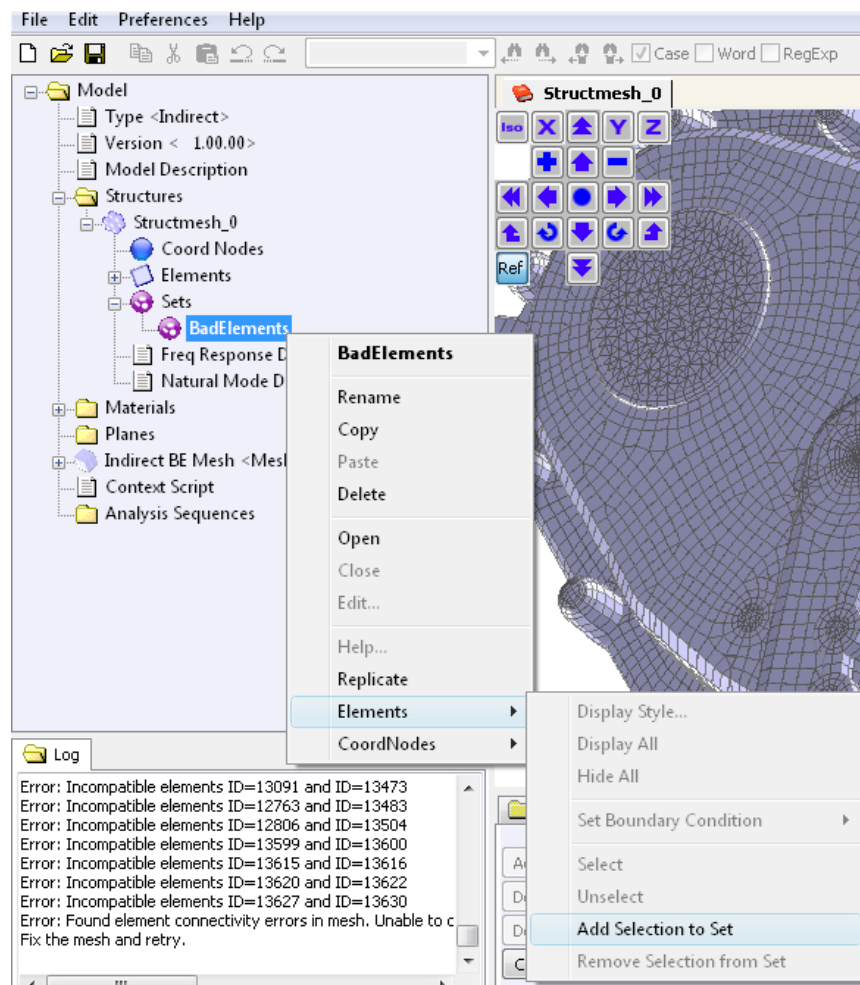 File Edit Preferences Help
Case Word RegExp
Model
Type <Indirect>
Version < 1.00.00>
Model Description
Structures
Structmesh_0
Coord Nodes
Elements
Sets
BadElements
Freq Response D
Natural Mode D
Materials
Planes
Indirect BE Mesh <Mesl
Context Script
Analysis Sequences
Structmesh_0
Iso X Y Z
Ref
BadElements
Rename
Copy
Paste
Delete
Open
Close
Edit...
Help...
Replicate
Elements
CoordNodes
Display Style...
Display All
Hide All
Set Boundary Condition
Select
Unselect
Add Selection to Set
Remove Selection from Set
Log
Error: Incompatible elements ID=13091 and ID=13473
Error: Incompatible elements ID=12763 and ID=13483
Error: Incompatible elements ID=12806 and ID=13504
Error: Incompatible elements ID=13599 and ID=13600
Error: Incompatible elements ID=13615 and ID=13616
Error: Incompatible elements ID=13620 and ID=13622
Error: Incompatible elements ID=13627 and ID=13630
Error: Found element connectivity errors in mesh. Unable to c
Fix the mesh and retry.